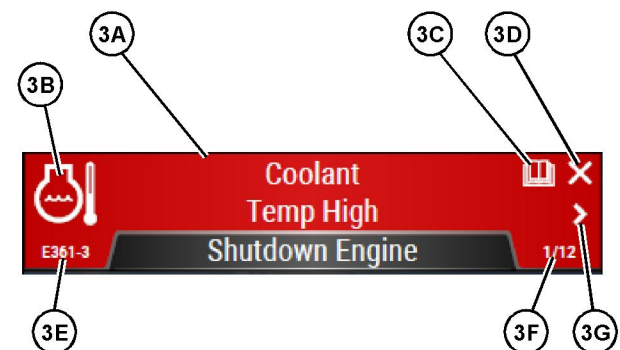 3A
3C
3D
3B
Coolant
Temp High
E361-3
Shutdown Engine
1/12
3E
3F
3G